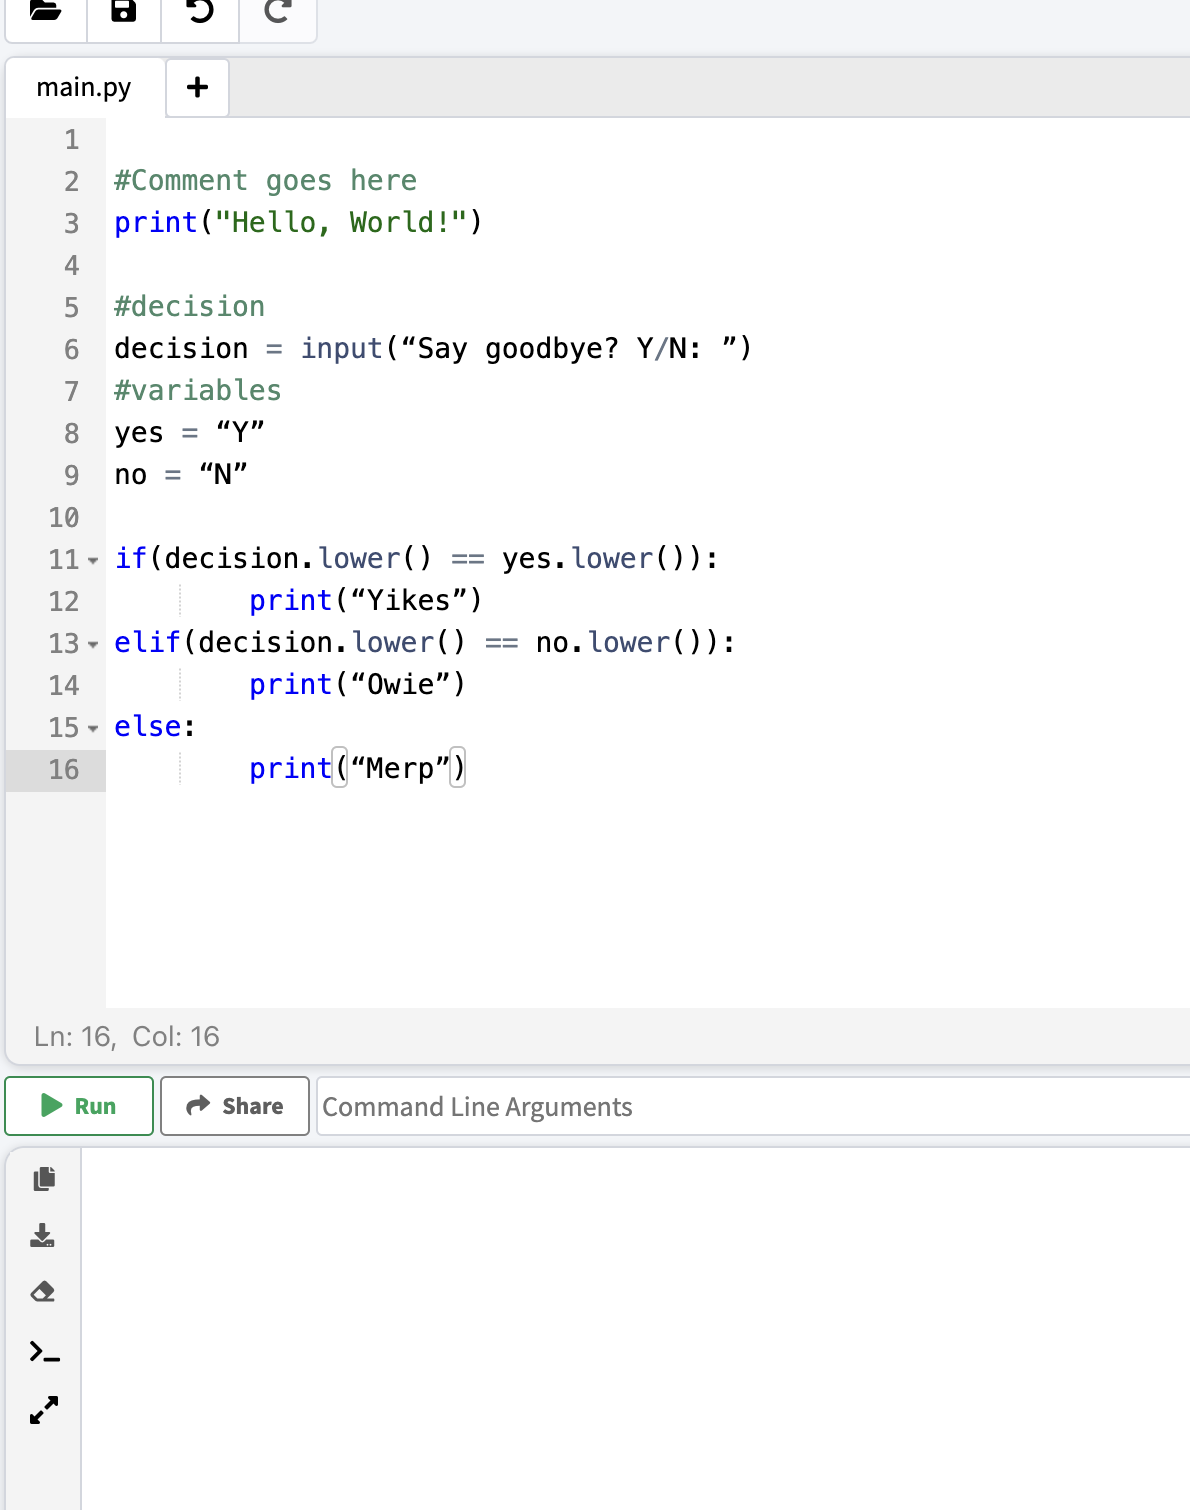 main.py
1
2 #Comment goes here
3 print("Hello, World!")
4
5 #decision
6 decision = input(“Say goodbye? Y/N: ”)
7 #variables
8 yes = “Y”
9 no = “N”
10
11 if(decision.lower() == yes.lower()):
12         print(“Yikes”)
13 elif(decision.lower() == no.lower()):
14         print(“Owie”)
15 else:
16         print(“Merp”)
Ln: 16, Col: 16
Run Share Command Line Arguments